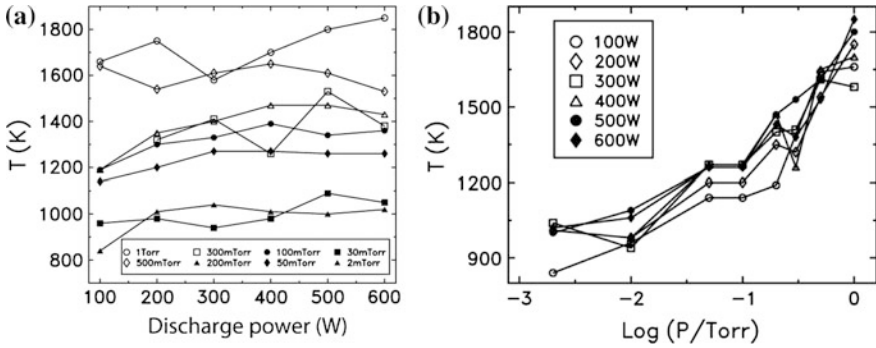 (a)
1800
1600
1400
1200
1000
800
T (K)
1Torr 300mTorr 100mTorr 30mTorr
500mTorr 200mTorr 50mTorr 2mTorr
100 200 300 400 500 600
Discharge power (W)
(b)
1800
1500
1200
900
T (K)
100W
200W
300W
400W
500W
600W
−3 −2 −1 0
Log (P/Torr)